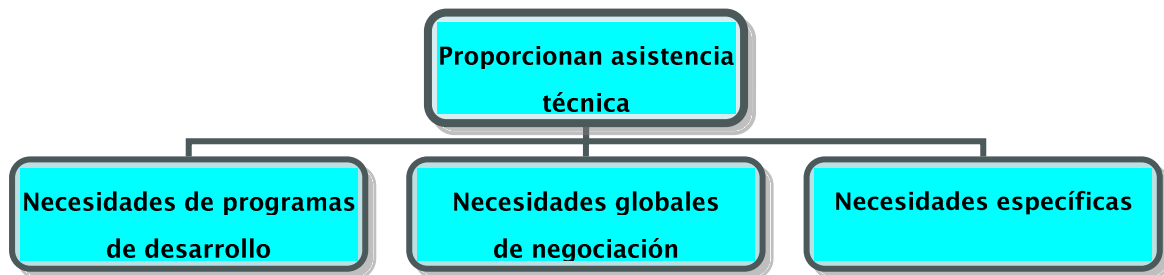 Proporcionan asistencia
técnica
Necesidades de programas
de desarrollo
Necesidades globales
de negociación
Necesidades específicas